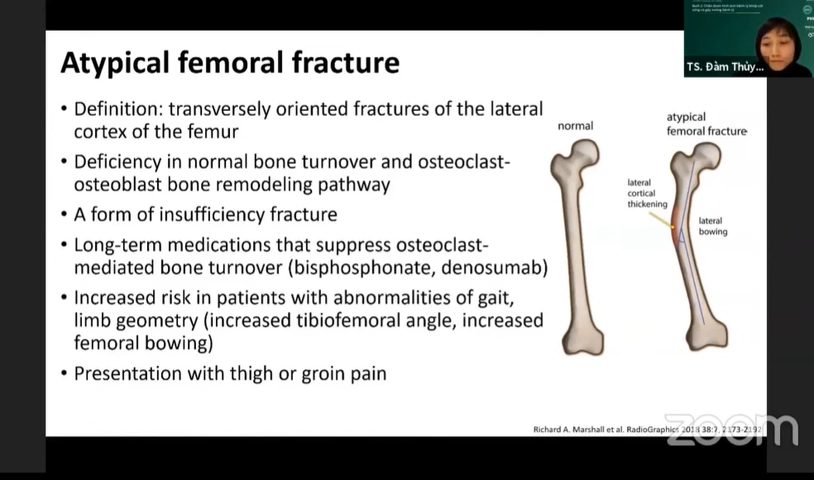 Atypical femoral fracture
• Definition: transversely oriented fractures of the lateral
cortex of the femur
• Deficiency in normal bone turnover and osteoclast-
osteoblast bone remodeling pathway
• A form of insufficiency fracture
• Long-term medications that suppress osteoclast-
mediated bone turnover (bisphosphonate, denosumab)
• Increased risk in patients with abnormalities of gait,
limb geometry (increased tibiofemoral angle, increased
femoral bowing)
• Presentation with thigh or groin pain
normal
atypical
femoral fracture
lateral
cortical
thickening
lateral
bowing
Richard A. Marshall et al. RadioGraphics 2018 38:7, 2173-2192
zoom
TS. Đàm Thủy...